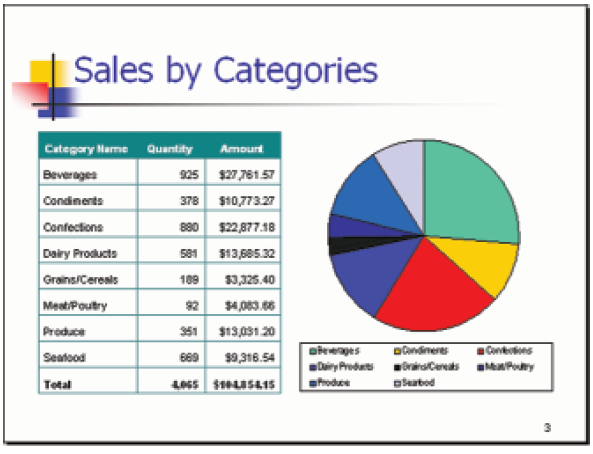 Sales by Categories
Category Name Quantity Amount
Beverages 925 $27,761.57
Condiments 378 $10,773.27
Confections 880 $22,877.18
Dairy Products 581 $13,685.32
Grains/Cereals 189 $3,325.40
Meat/Poultry 92 $4,083.66
Produce 351 $13,031.20
Seafood 669 $9,316.54
Total 4,065 $104,854.15
Beverages Condiments Confections
Dairy Products Grains/Cereals Meat/Poultry
Produce Seafood
3